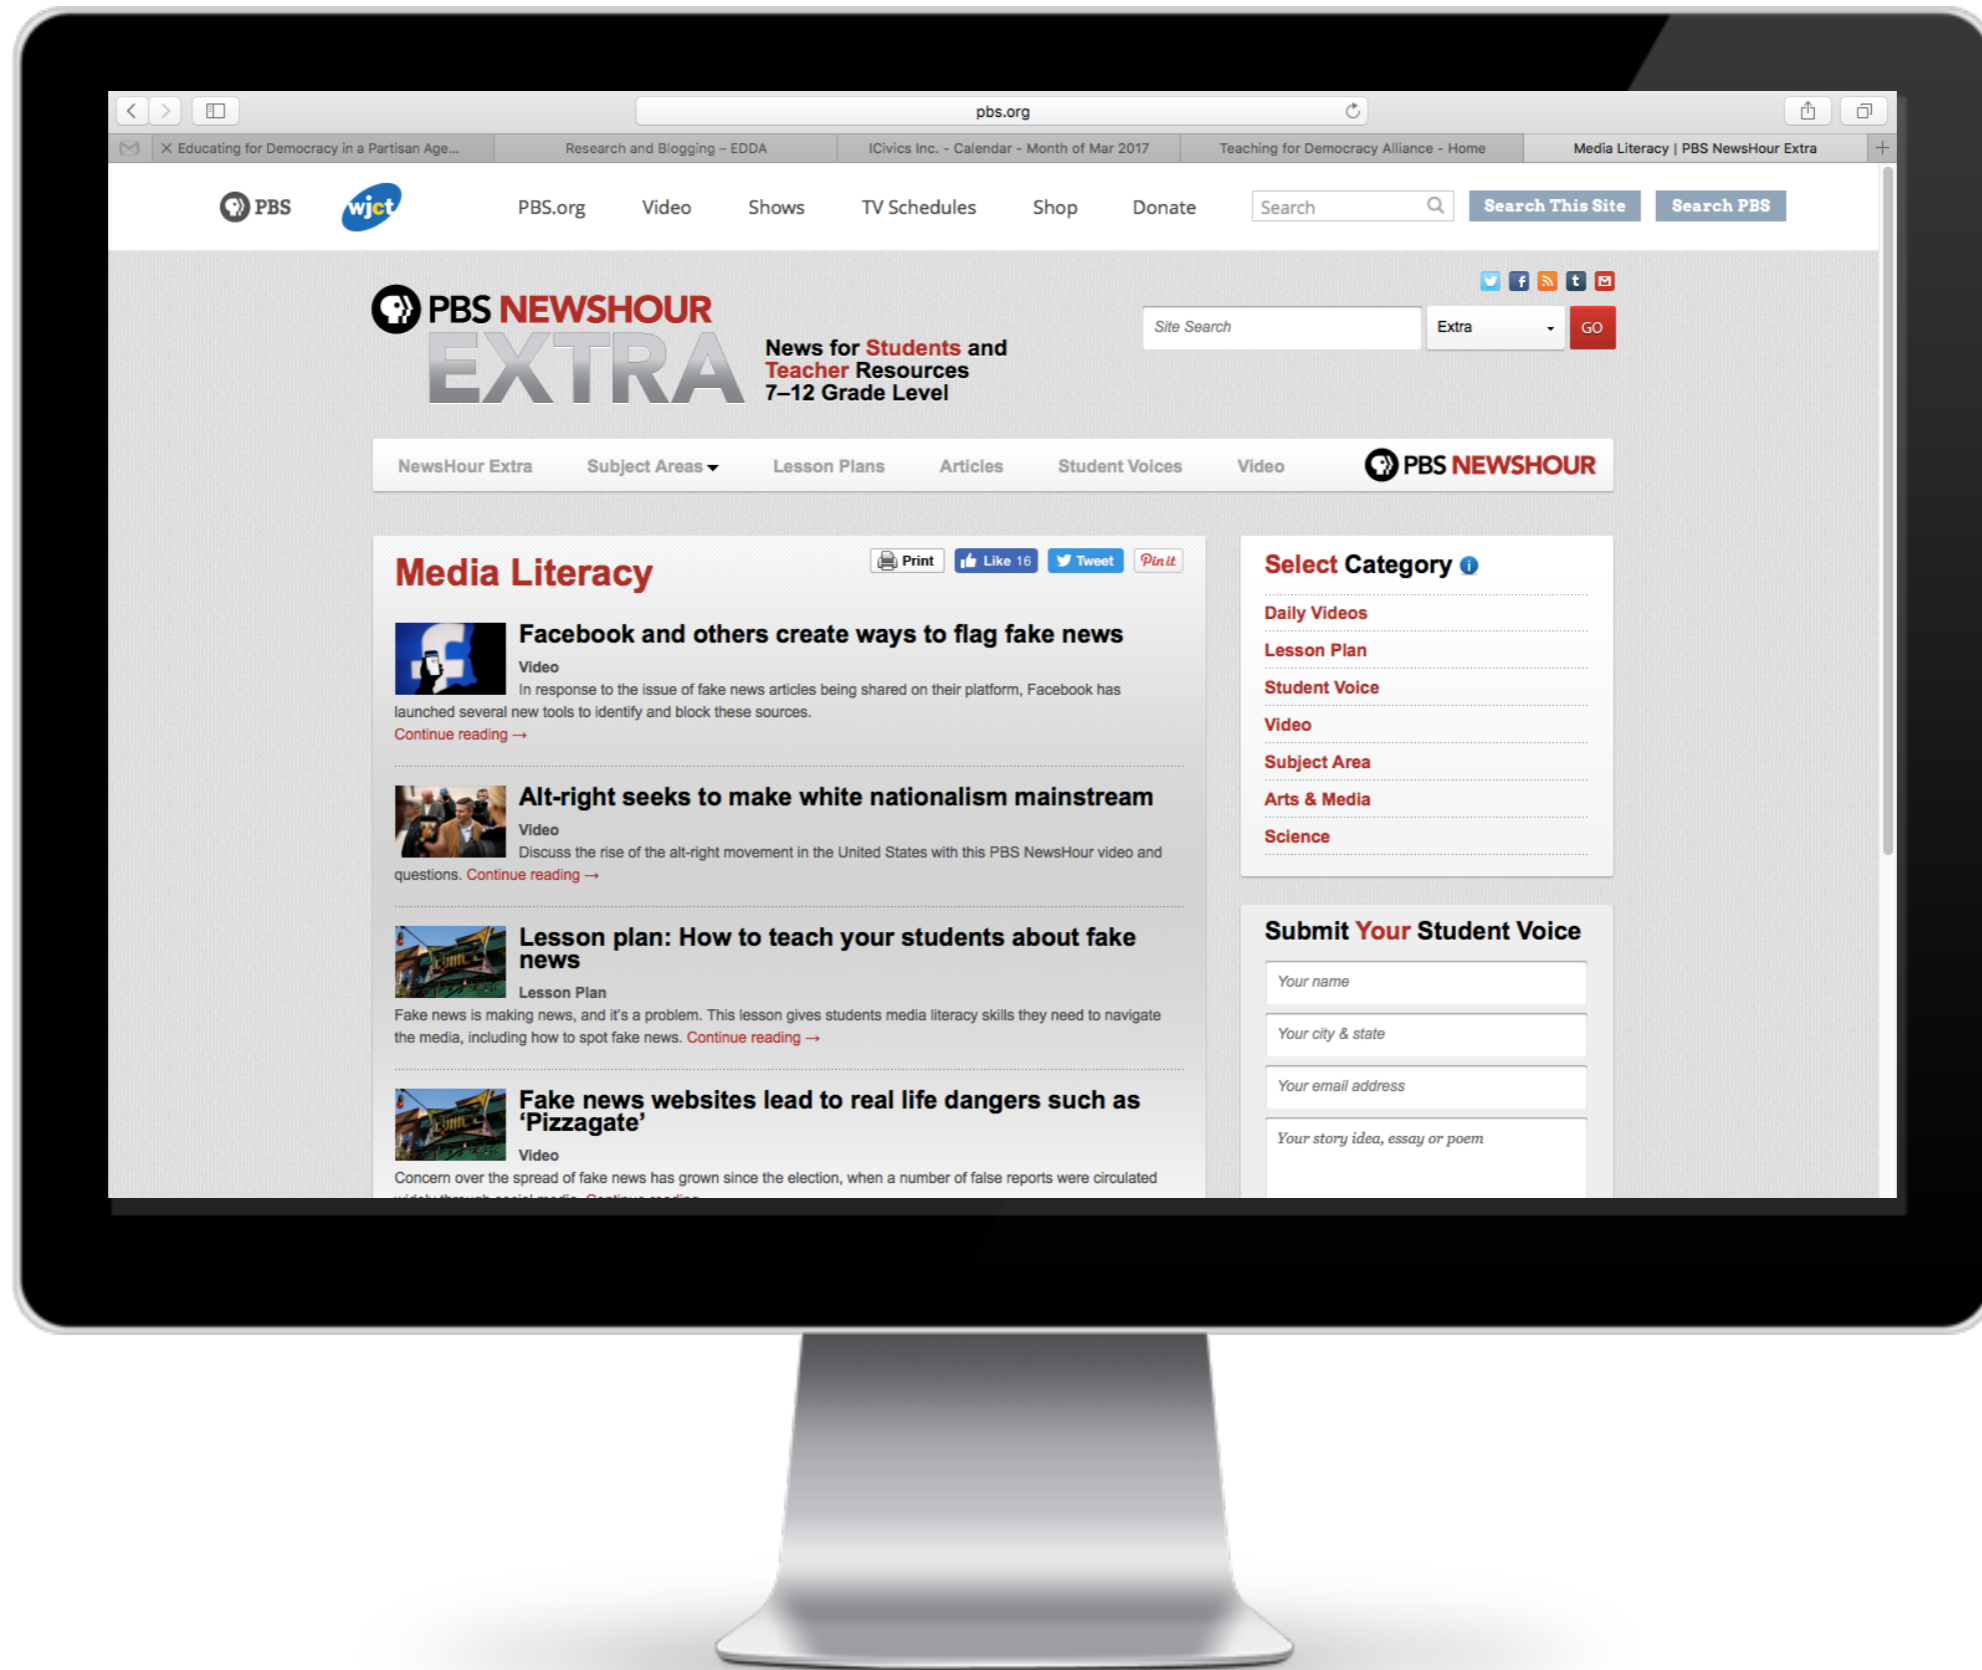 pbs.org
Educating for Democracy in a Partisan Age...
Research and Blogging – EDDA
ICivics Inc. - Calendar - Month of Mar 2017
Teaching for Democracy Alliance - Home
Media Literacy | PBS NewsHour Extra
PBS
wjct
PBS.org
Video
Shows
TV Schedules
Shop
Donate
Search
Search This Site
Search PBS
PBS NEWSHOUR
EXTRA
News for Students and
Teacher Resources
7–12 Grade Level
Site Search
Extra
GO
NewsHour Extra
Subject Areas
Lesson Plans
Articles
Student Voices
Video
PBS NEWSHOUR
Media Literacy
Print
Like 16
Tweet
Pin it
Facebook and others create ways to flag fake news
Video
In response to the issue of fake news articles being shared on their platform, Facebook has
launched several new tools to identify and block these sources.
Continue reading →
Alt-right seeks to make white nationalism mainstream
Video
Discuss the rise of the alt-right movement in the United States with this PBS NewsHour video and
questions. Continue reading →
Lesson plan: How to teach your students about fake
news
Lesson Plan
Fake news is making news, and it's a problem. This lesson gives students media literacy skills they need to navigate
the media, including how to spot fake news. Continue reading →
Fake news websites lead to real life dangers such as
‘Pizzagate’
Video
Concern over the spread of fake news has grown since the election, when a number of false reports were circulated
widely through social media. Continue reading
Select Category
Daily Videos
Lesson Plan
Student Voice
Video
Subject Area
Arts & Media
Science
Submit Your Student Voice
Your name
Your city & state
Your email address
Your story idea, essay or poem